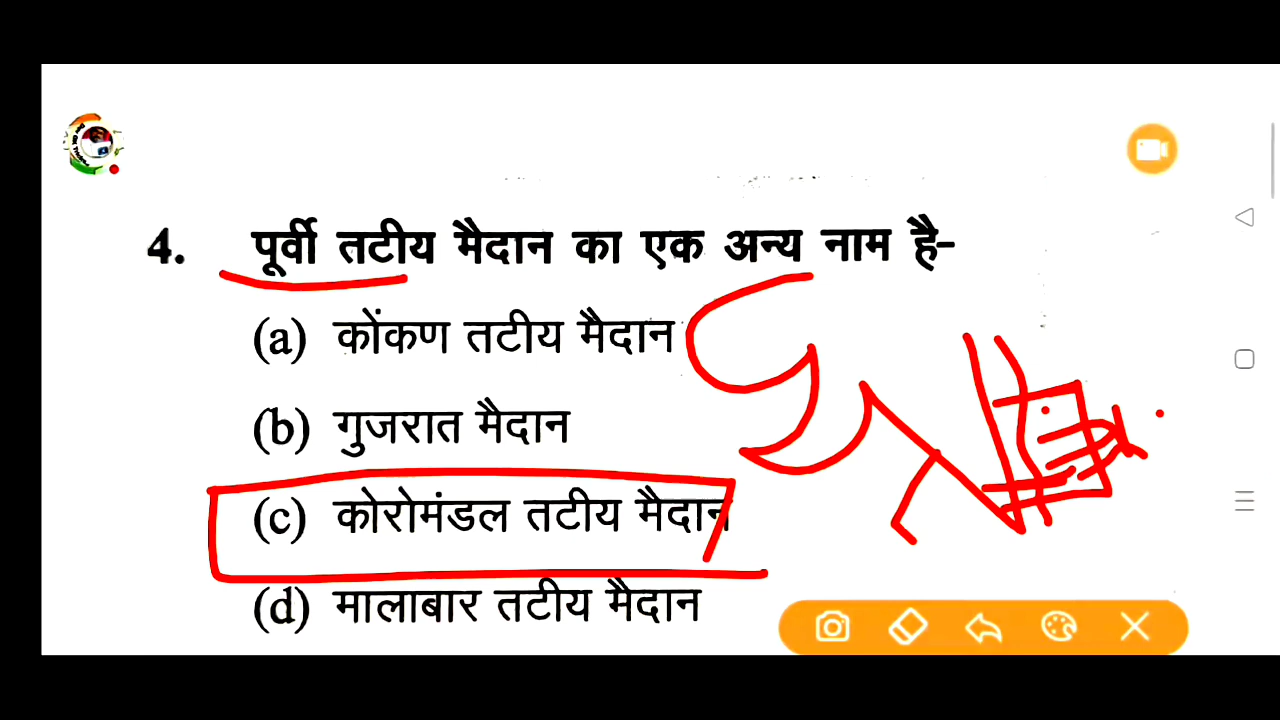 4. पूर्वी तटीय मैदान का एक अन्य नाम है-
(a) कोंकण तटीय मैदान
(b) गुजरात मैदान
(c) कोरोमंडल तटीय मैदान
(d) मालाबार तटीय मैदान